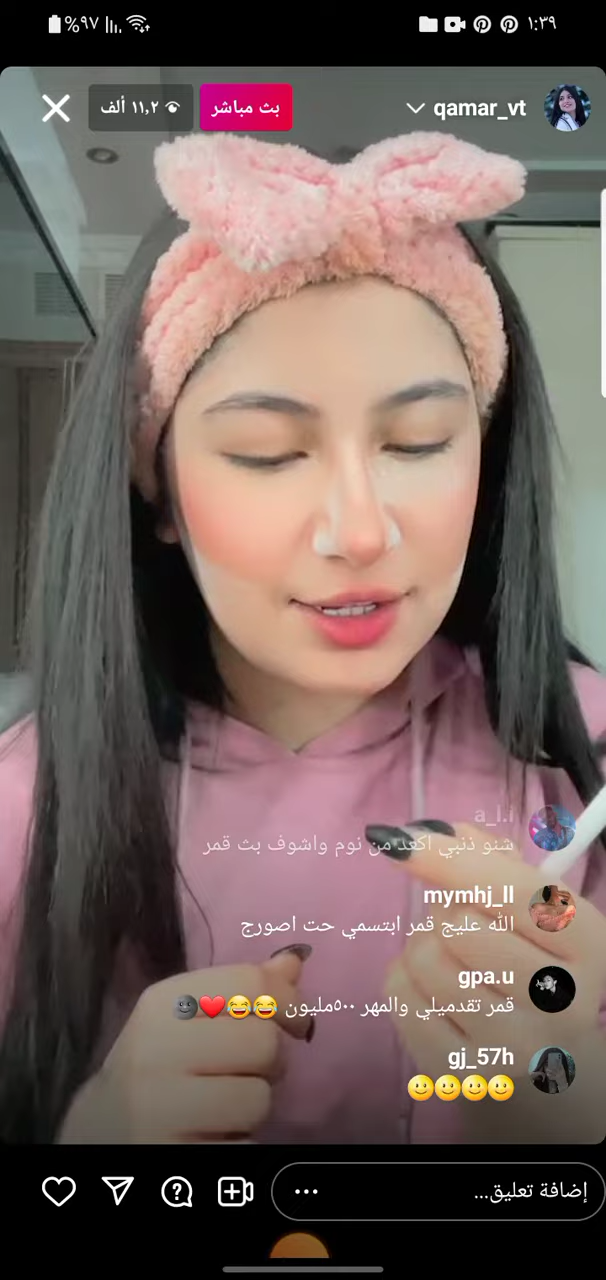 ١:٣٩
%٩٧
qamar_vt
بث مباشر
١١,٢ ألف
a_l.i
شنو ذنبي اكعد من نوم واشوف بث قمر
mymhj_ll
الله عليج قمر ابتسمي حت اصورج
gpa.u
قمر تقدميلي والمهر ٥٠٠مليون 😂😂❤️🌚
gj_57h
🙂🙂🙂🙂
إضافة تعليق...